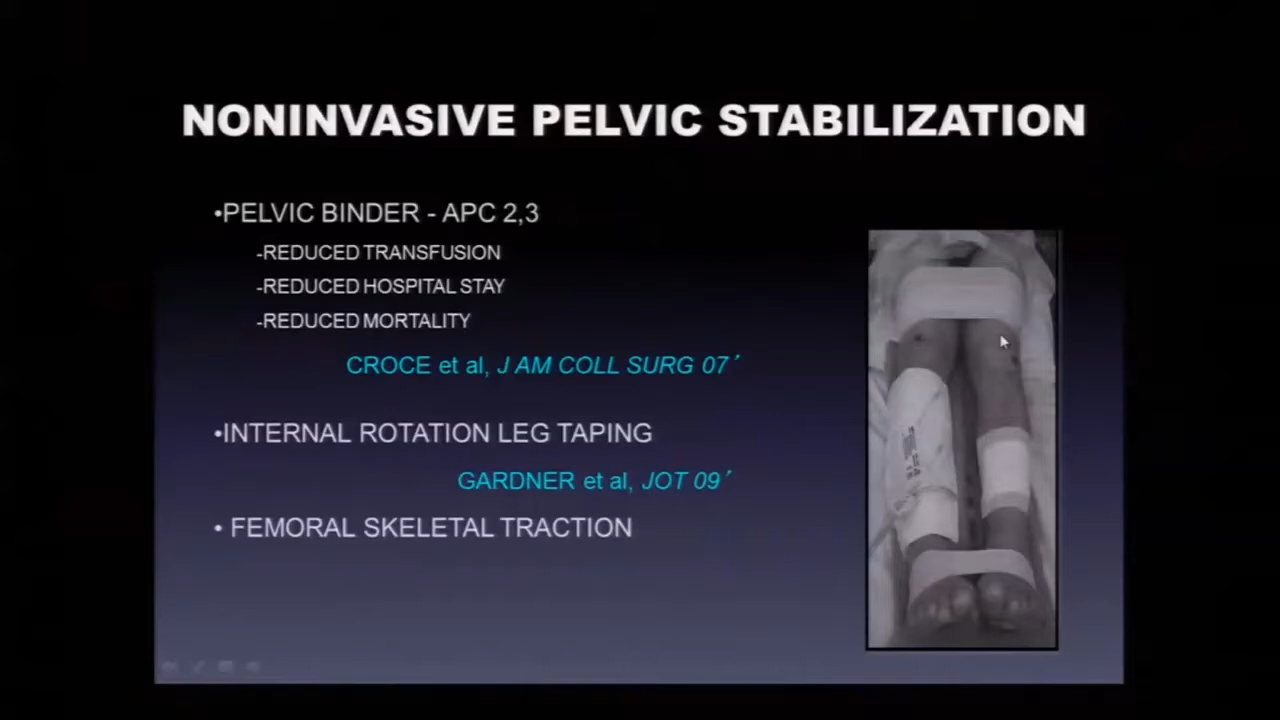 NONINVASIVE PELVIC STABILIZATION
•PELVIC BINDER - APC 2,3
-REDUCED TRANSFUSION
-REDUCED HOSPITAL STAY
-REDUCED MORTALITY
CROCE et al, J AM COLL SURG 07´
•INTERNAL ROTATION LEG TAPING
GARDNER et al, JOT 09´
• FEMORAL SKELETAL TRACTION